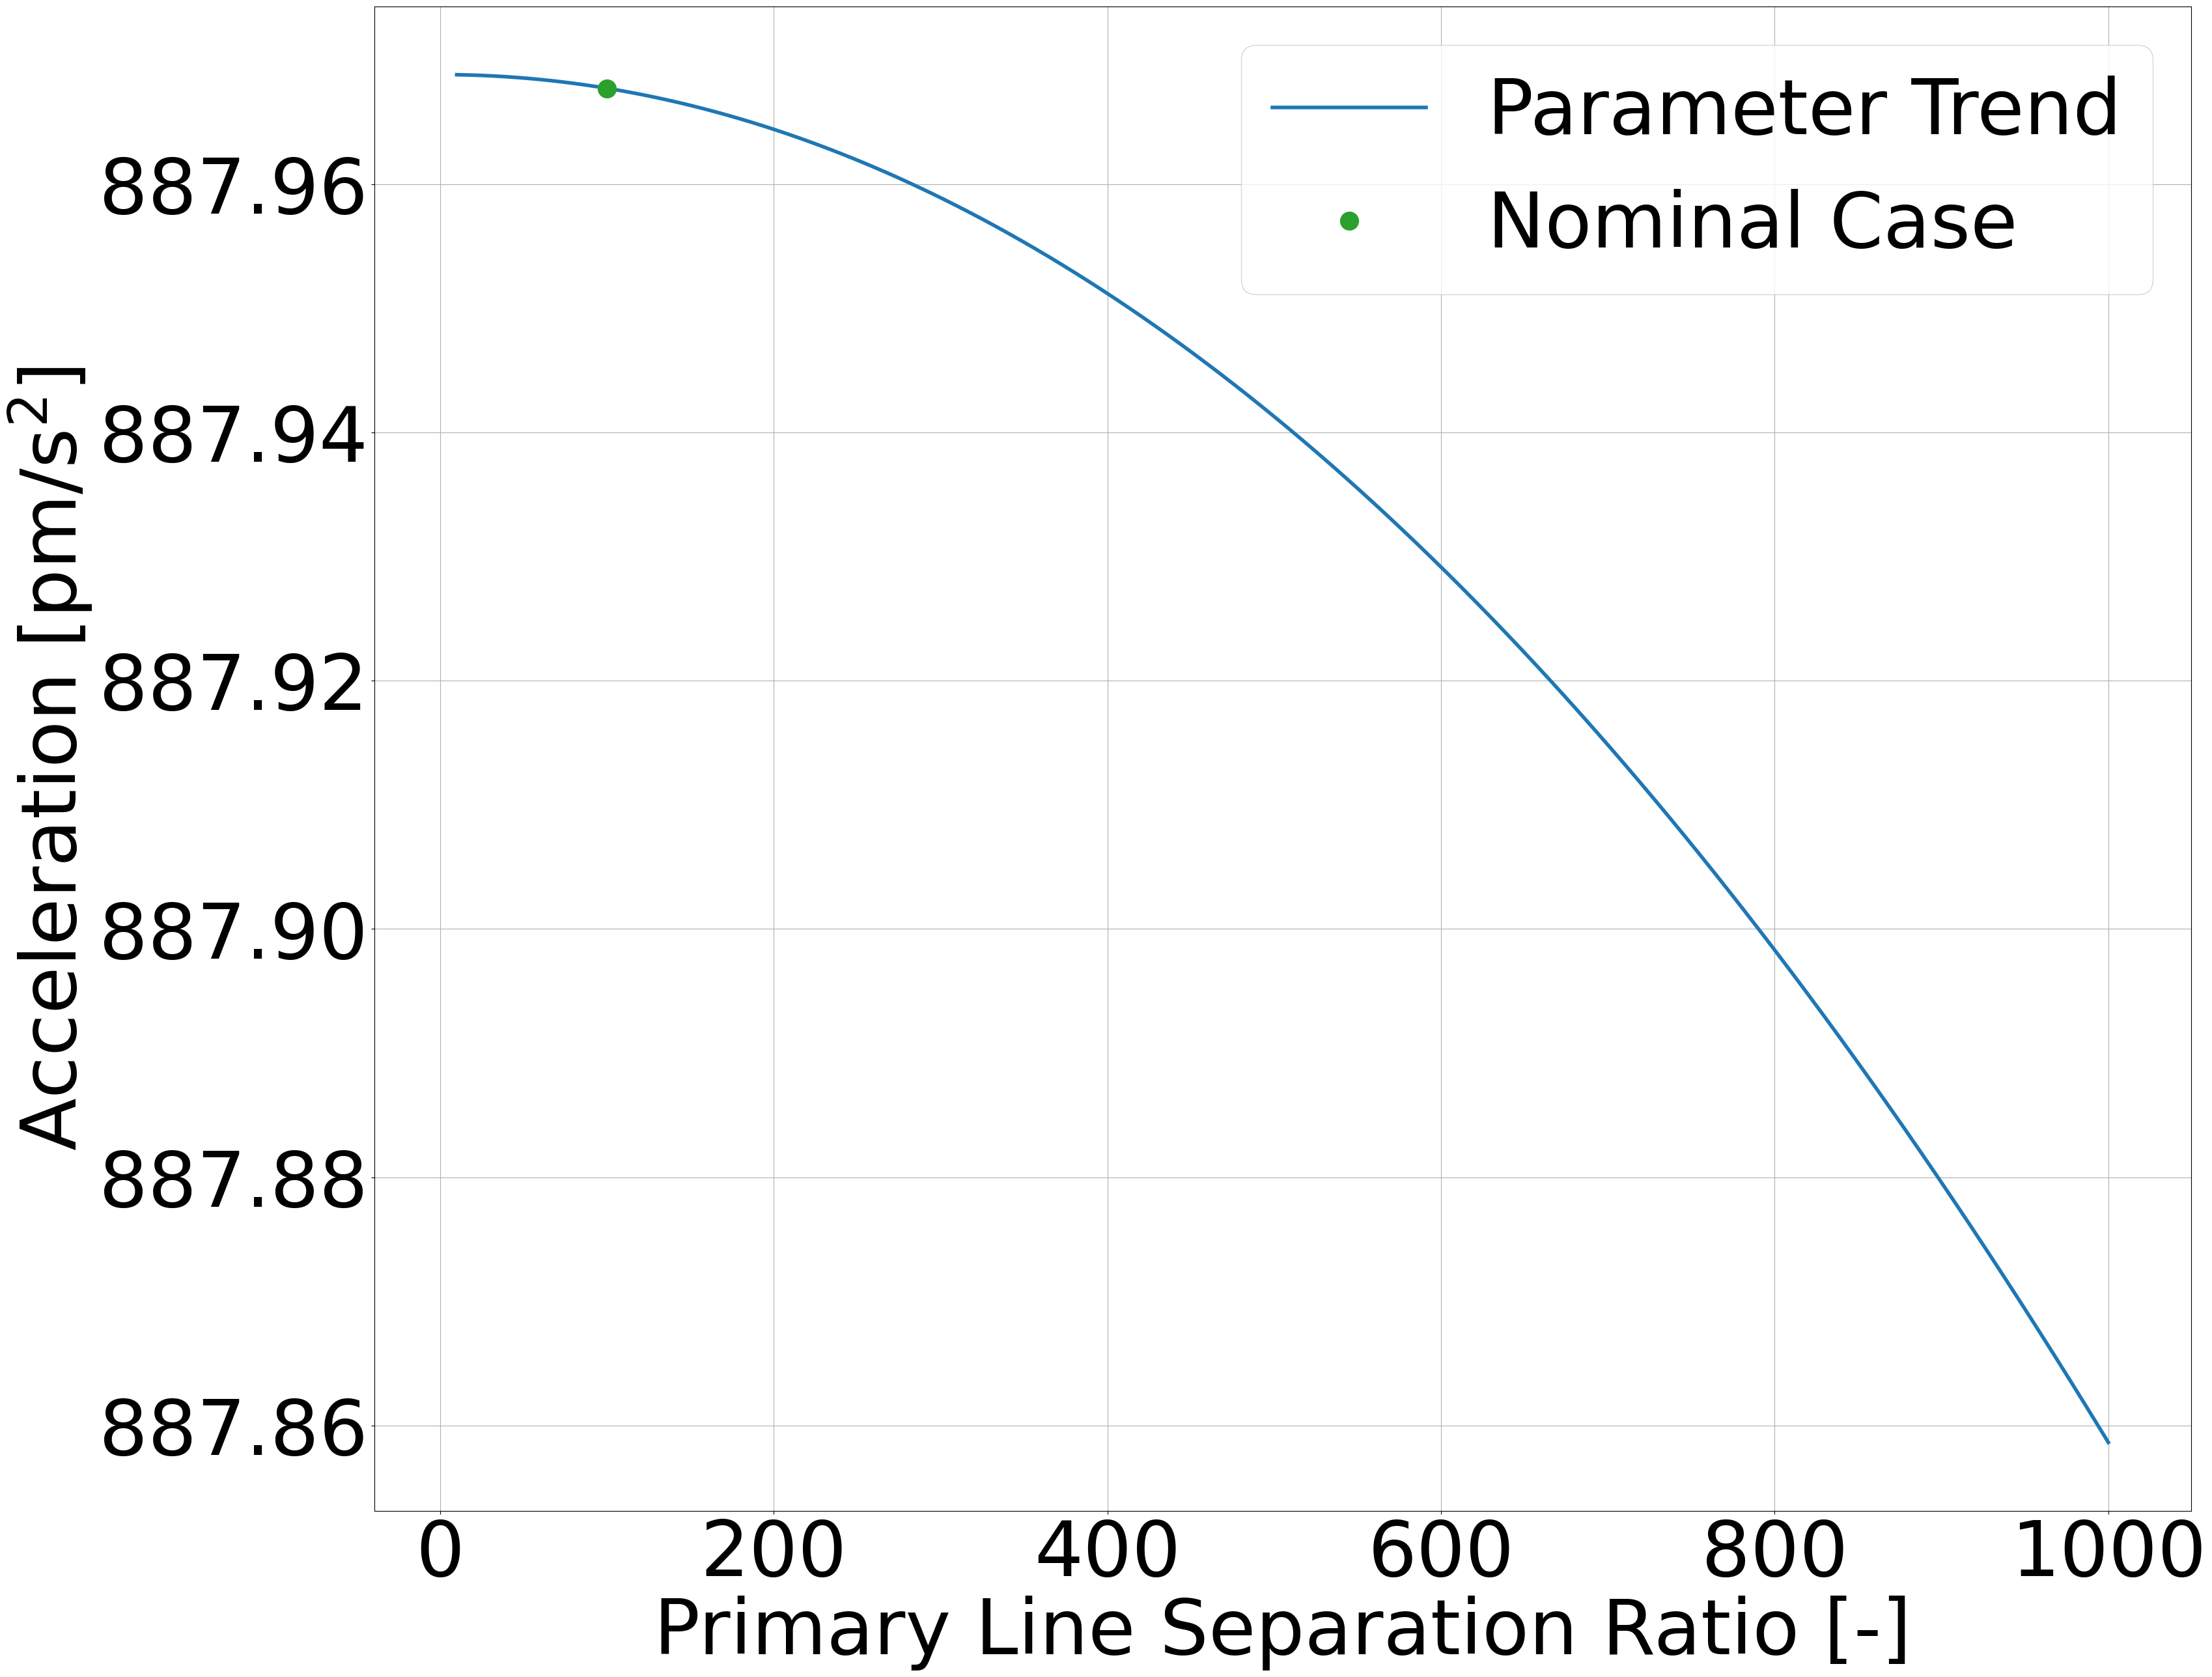 Parameter Trend
Nominal Case
887.96
887.94
887.92
887.90
887.88
887.86
Acceleration [pm/s²]
0 200 400 600 800 1000
Primary Line Separation Ratio [-]